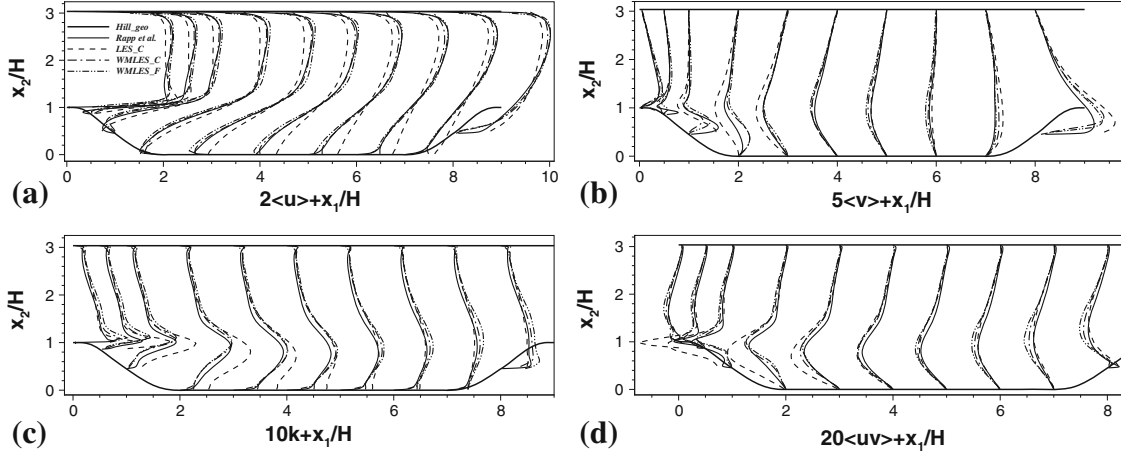 3
2
1
0
x2/H
Hill_geo
Rapp et al.
LES_C
WMLES_C
WMLES_F
0 2 4 6 8 10
(a)
2<u>+x1/H
3
2
1
0
x2/H
0 2 4 6 8
(b)
5<v>+x1/H
3
2
1
0
x2/H
0 2 4 6 8
(c)
10k+x1/H
3
2
1
0
x2/H
0 2 4 6 8
(d)
20<uv>+x1/H